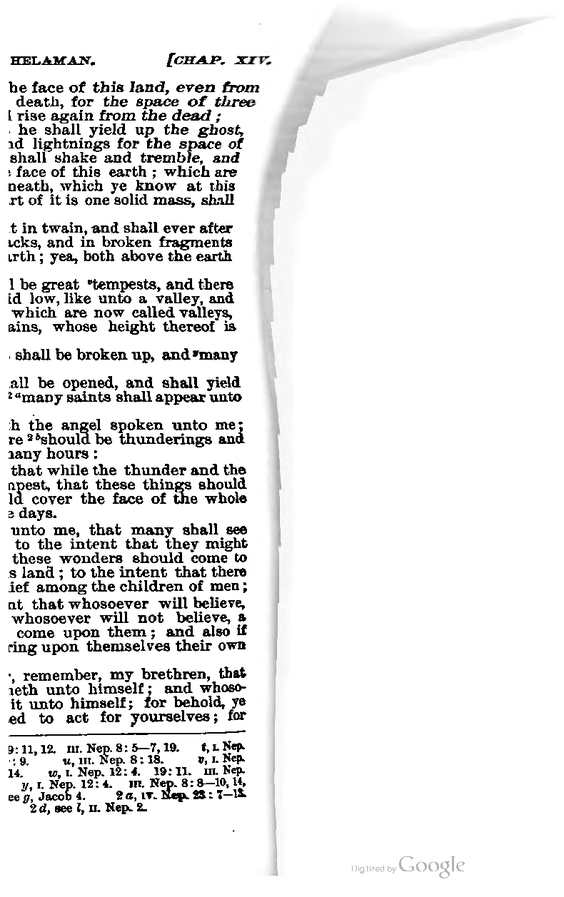 HELAMAN. [CHAP. XIV.
he face of this land, even from
death, for the space of three
l rise again from the dead;
he shall yield up the ghost,
nd lightnings for the space of
shall shake and tremble, and
face of this earth; which are
neath, which ye know at this
rt of it is one solid mass, shall
t in twain, and shall ever after
cks, and in broken fragments
rth; yea, both above the earth
l be great "tempests, and there
id low, like unto a valley, and
which are now called valleys,
ains, whose height thereof is
shall be broken up, and many
all be opened, and shall yield
2 a many saints shall appear unto
h the angel spoken unto me;
re 2 b should be thunderings and
any hours:
that while the thunder and the
mpest, that these things should
ld cover the face of the whole
e days.
unto me, that many shall see
to the intent that they might
these wonders should come to
s land; to the intent that there
ief among the children of men;
nt that whosoever will believe,
whosoever will not believe, a
come upon them; and also if
ring upon themselves their own
, remember, my brethren, that
ieth unto himself; and whoso-
it unto himself; for behold, ye
ed to act for yourselves; for
9: 11, 12. III. Nep. 8: 5—7, 19. t, I. Nep.
: 9. u, III. Nep. 8: 18. v, I. Nep.
14. w, I. Nep. 12: 4. 19: 11. III. Nep.
y, I. Nep. 12: 4. III. Nep. 8: 8—10, 14,
ee g, Jacob 4. 2 a, IV. Nep. 23: 7—13.
2 d, see l, II. Nep. 2.
Digitized by Google